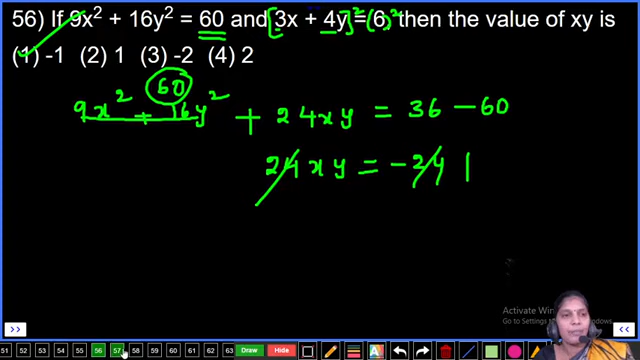 56) If 9x² + 16y² = 60 and [3x + 4y]² = (6)² then the value of xy is
(1) -1 (2) 1 (3) -2 (4) 2
60
9x² + 16y² + 24xy = 36 - 60
24xy = -24 1
Activate Windows
Go to Settings to activate Windows.
>> >>
51 52 53 54 55 56 57 58 59 60 61 62 63 Draw Hide